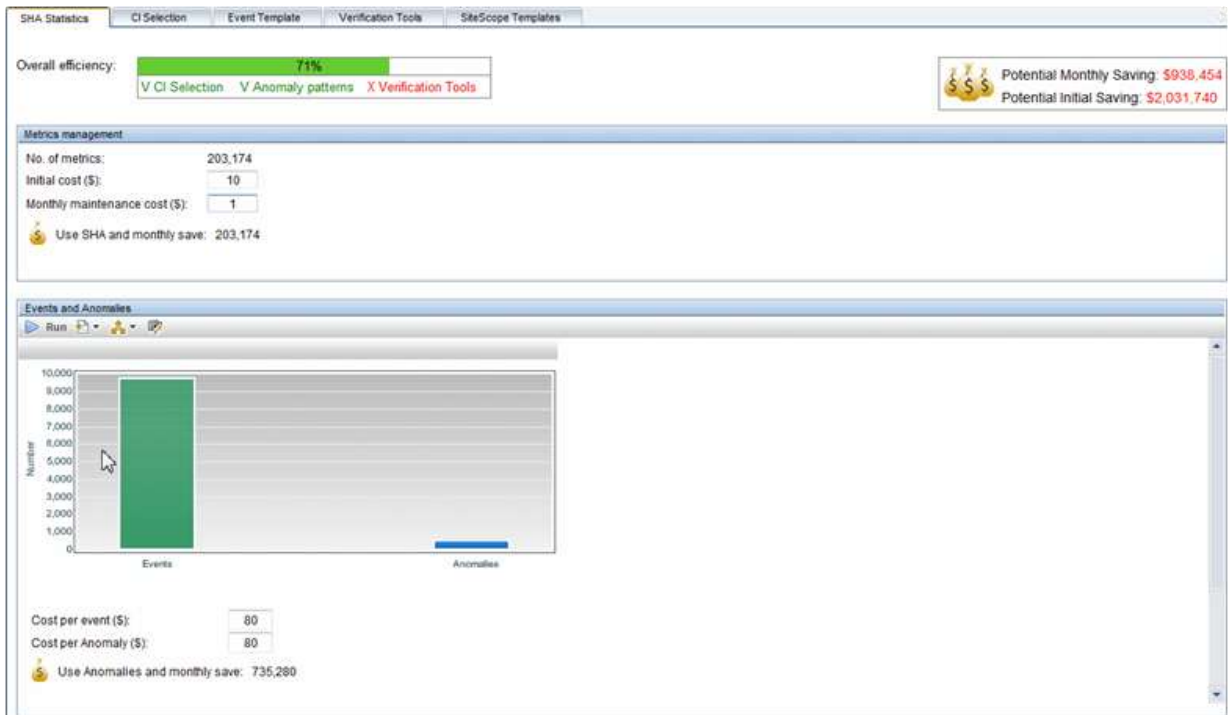 SHA Statistics CI Selection Event Template Verification Tools SiteScope Templates
Overall efficiency: 71%
V CI Selection V Anomaly patterns X Verification Tools
Potential Monthly Saving: $938,454
Potential Initial Saving: $2,031,740
Metrics management
No. of metrics: 203,174
Initial cost ($): 10
Monthly maintenance cost ($): 1
Use SHA and monthly save: 203,174
Events and Anomalies
Run
10,000
9,000
8,000
7,000
6,000
5,000
4,000
3,000
2,000
1,000
0
Number
Events Anomalies
Cost per event ($): 80
Cost per Anomaly ($): 80
Use Anomalies and monthly save: 735,280